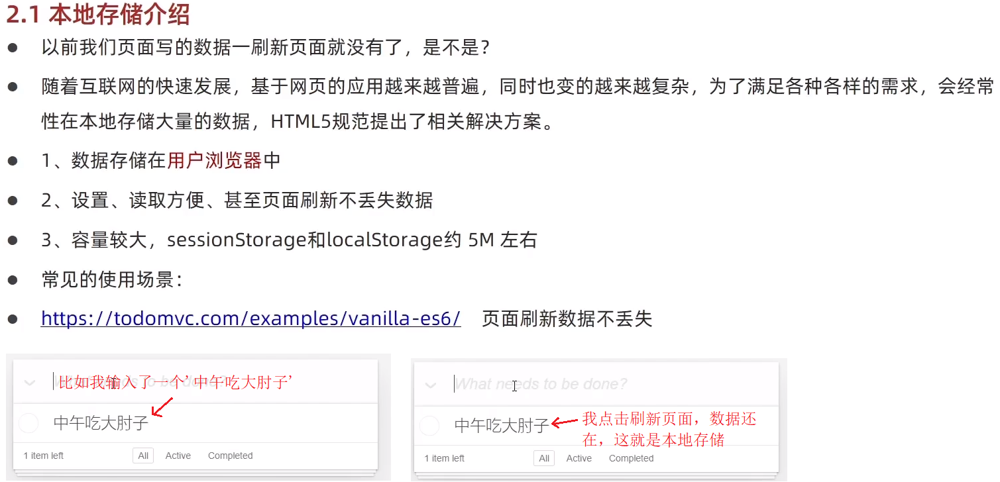 2.1 本地存储介绍
● 以前我们页面写的数据一刷新页面就没有了，是不是？
● 随着互联网的快速发展，基于网页的应用越来越普遍，同时也变的越来越复杂，为了满足各种各样的需求，会经常
性在本地存储大量的数据，HTML5规范提出了相关解决方案。
● 1、数据存储在用户浏览器中
● 2、设置、读取方便、甚至页面刷新不丢失数据
● 3、容量较大，sessionStorage和localStorage约 5M 左右
● 常见的使用场景：
● https://todomvc.com/examples/vanilla-es6/ 页面刷新数据不丢失
比如我输入了一个'中午吃大肘子'
中午吃大肘子
1 item left All Active Completed
What needs to be done?
中午吃大肘子
我点击刷新页面，数据还
在，这就是本地存储
1 item left All Active Completed